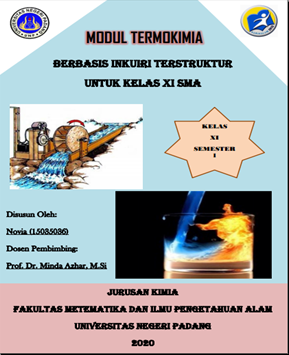 MODUL TERMOKIMIA
BERBASIS INKUIRI TERSTRUKTUR
UNTUK KELAS XI SMA
KELAS
XI
SEMESTER
I
Disusun Oleh:
Novia (15035036)
Dosen Pembimbing:
Prof. Dr. Minda Azhar, M.Si
JURUSAN KIMIA
FAKULTAS METEMATIKA DAN ILMU PENGETAHUAN ALAM
UNIVERSITAS NEGERI PADANG
2020